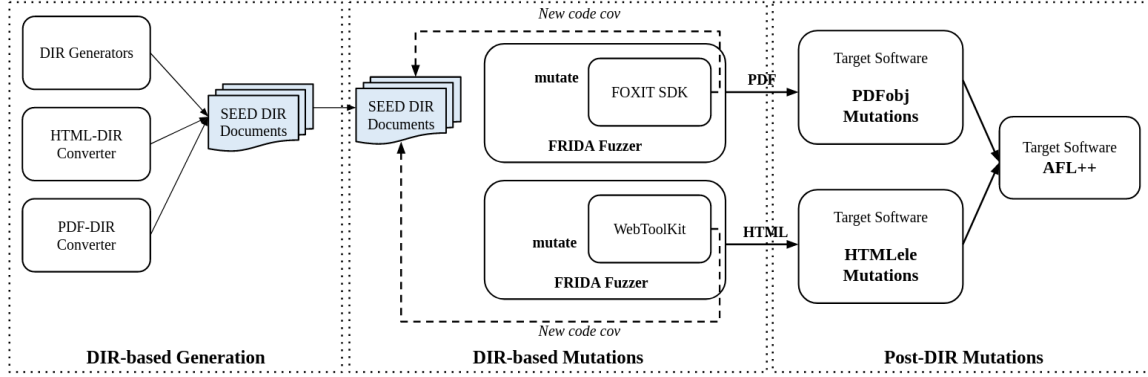 DIR Generators
HTML-DIR
Converter
PDF-DIR
Converter
SEED DIR
Documents
DIR-based Generation
New code cov
SEED DIR
Documents
mutate
FOXIT SDK
FRIDA Fuzzer
mutate
WebToolKit
FRIDA Fuzzer
New code cov
DIR-based Mutations
PDF
HTML
Target Software
PDFobj
Mutations
Target Software
HTMLele
Mutations
Target Software
AFL++
Post-DIR Mutations